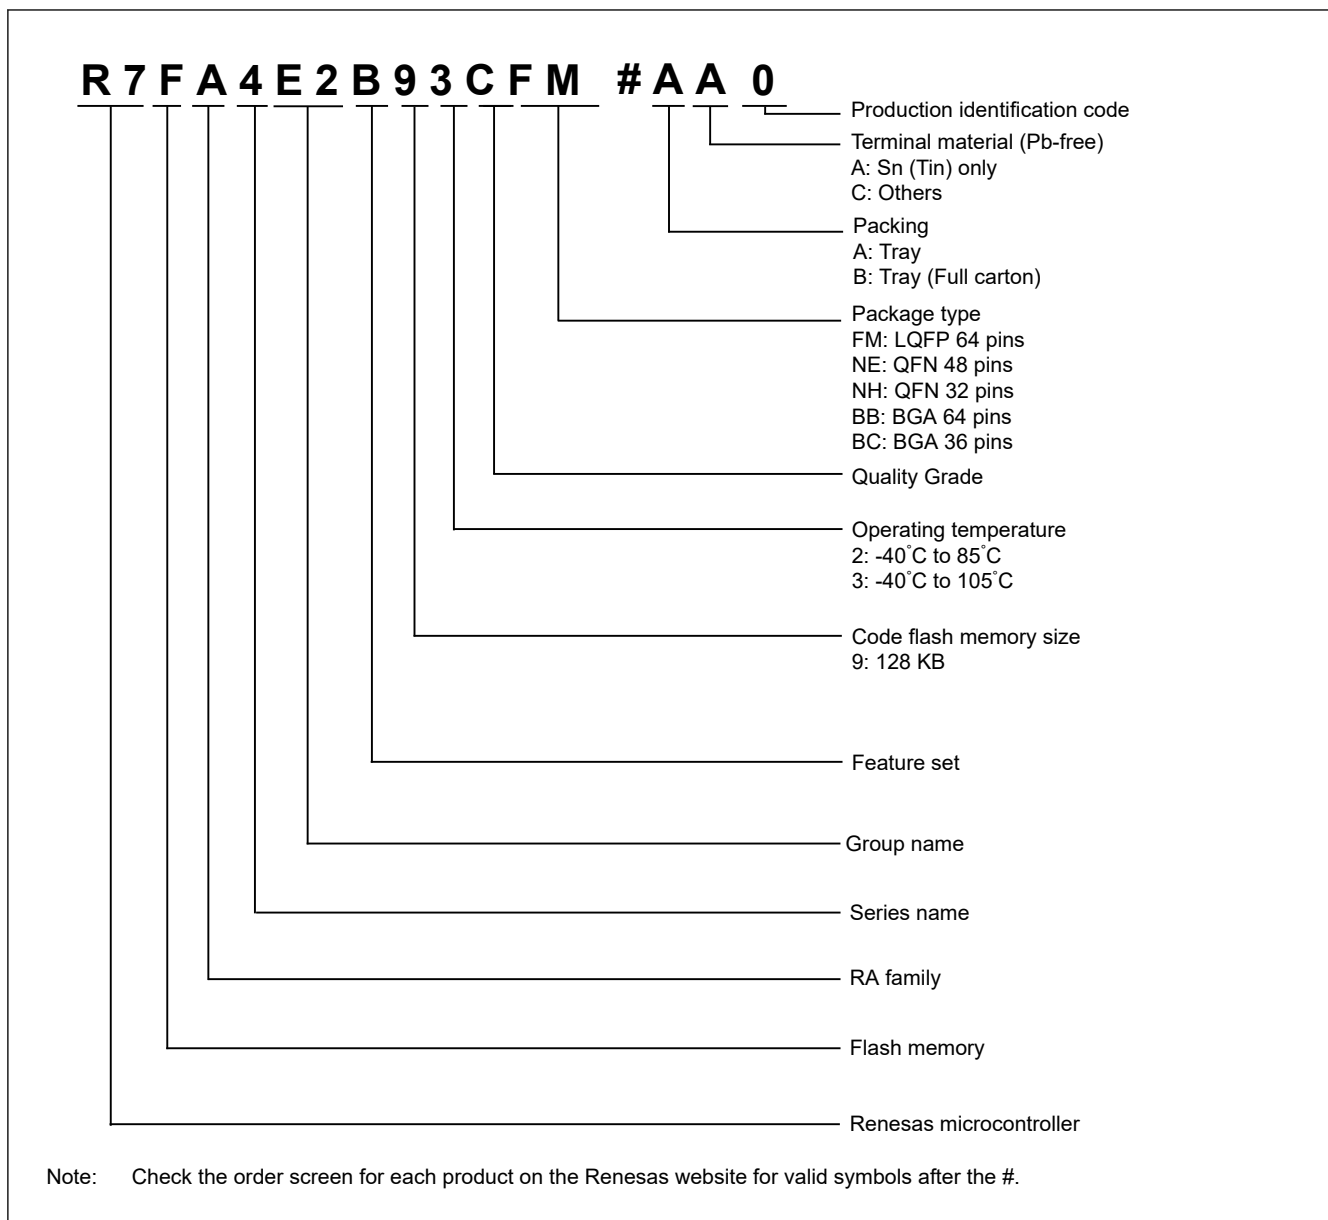 R7FA4E2B93CFM #AA0
Production identification code
Terminal material (Pb-free)
A: Sn (Tin) only
C: Others
Packing
A: Tray
B: Tray (Full carton)
Package type
FM: LQFP 64 pins
NE: QFN 48 pins
NH: QFN 32 pins
BB: BGA 64 pins
BC: BGA 36 pins
Quality Grade
Operating temperature
2: -40°C to 85°C
3: -40°C to 105°C
Code flash memory size
9: 128 KB
Feature set
Group name
Series name
RA family
Flash memory
Renesas microcontroller
Note: Check the order screen for each product on the Renesas website for valid symbols after the #.